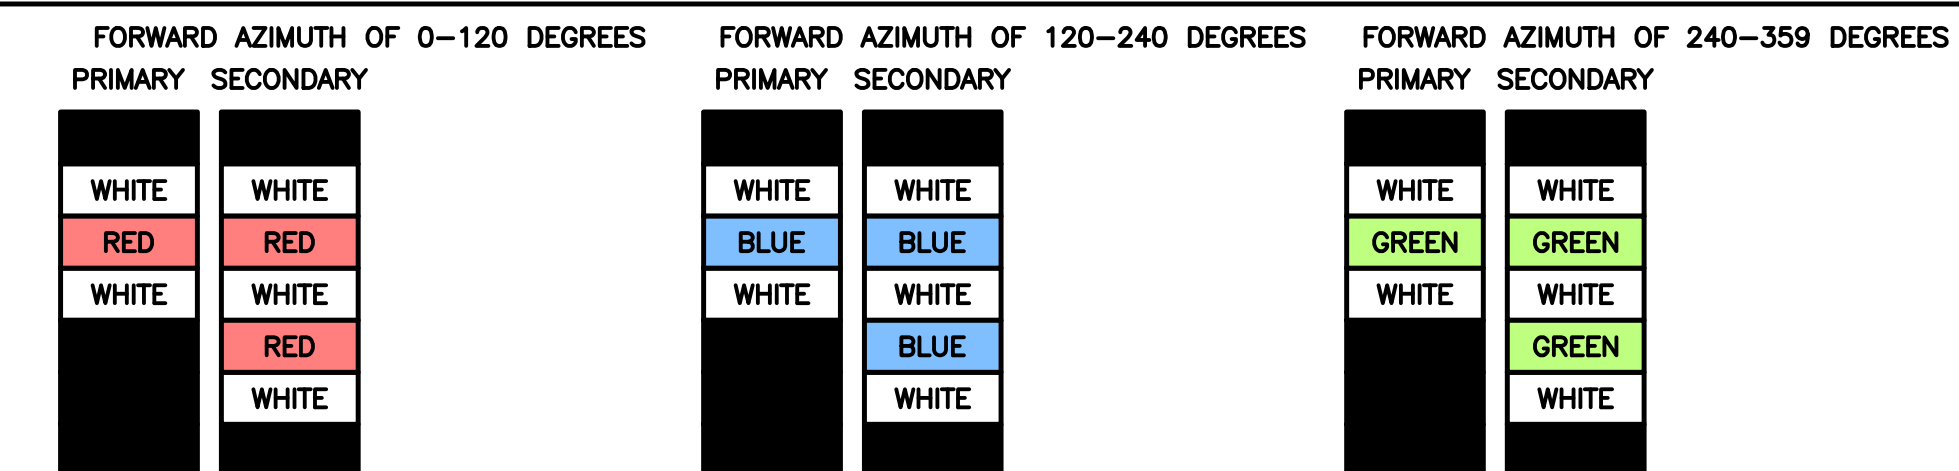 FORWARD AZIMUTH OF 0-120 DEGREES
PRIMARY SECONDARY
WHITE WHITE
RED RED
WHITE WHITE
RED
WHITE
FORWARD AZIMUTH OF 120-240 DEGREES
PRIMARY SECONDARY
WHITE WHITE
BLUE BLUE
WHITE WHITE
BLUE
WHITE
FORWARD AZIMUTH OF 240-359 DEGREES
PRIMARY SECONDARY
WHITE WHITE
GREEN GREEN
WHITE WHITE
GREEN
WHITE